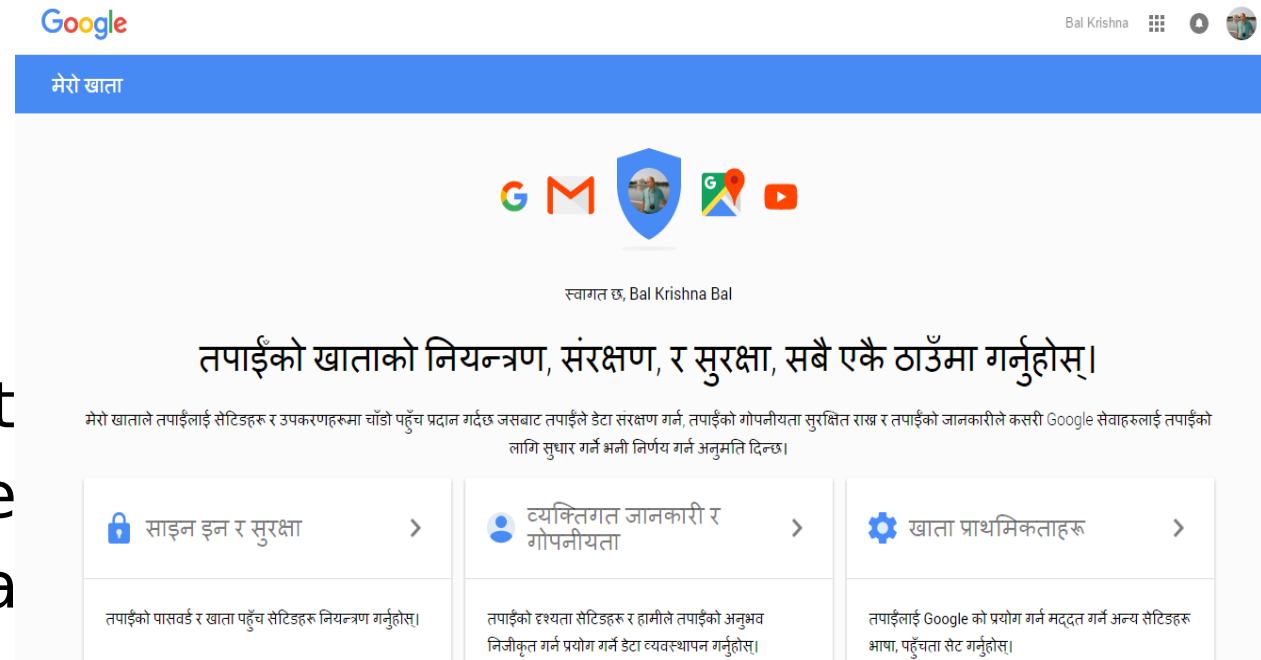 Google
Bal Krishna
मेरो खाता
G
स्वागत छ, Bal Krishna Bal
तपाईँको खाताको नियन्त्रण, संरक्षण, र सुरक्षा, सबै एकै ठाउँमा गर्नुहोस्।
मेरो खाताले तपाईँलाई सेटिङहरू र उपकरणहरूमा चाँडो पहुँच प्रदान गर्दछ जसबाट तपाईँले डेटा संरक्षण गर्न, तपाईँको गोपनीयता सुरक्षित राख्न र तपाईँको जानकारीले कसरी Google सेवाहरुलाई तपाईँको
लागि सुधार गर्ने भनी निर्णय गर्न अनुमति दिन्छ।
t
e
a
साइन इन र सुरक्षा
व्यक्तिगत जानकारी र
गोपनीयता
खाता प्राथमिकताहरू
तपाईँको पासवर्ड र खाता पहुँच सेटिङहरू नियन्त्रण गर्नुहोस्।
तपाईँको दृश्यता सेटिङहरू र हामीले तपाईँको अनुभव
निजीकृत गर्न प्रयोग गर्ने डेटा व्यवस्थापन गर्नुहोस्।
तपाईँलाई Google को प्रयोग गर्न मद्दत गर्ने अन्य सेटिङहरू
भाषा, पहुँचता सेट गर्नुहोस्।